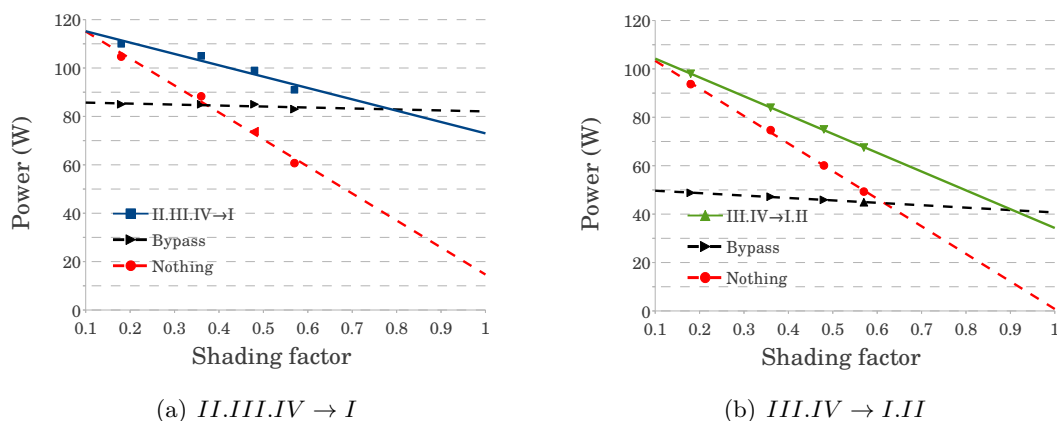 120
100
80
60
40
20
0
Power (W)
II.III.IV→I
Bypass
Nothing
0.1 0.2 0.3 0.4 0.5 0.6 0.7 0.8 0.9 1
Shading factor
(a) II.III.IV → I
120
100
80
60
40
20
0
Power (W)
III.IV→I.II
Bypass
Nothing
0.1 0.2 0.3 0.4 0.5 0.6 0.7 0.8 0.9 1
Shading factor
(b) III.IV → I.II